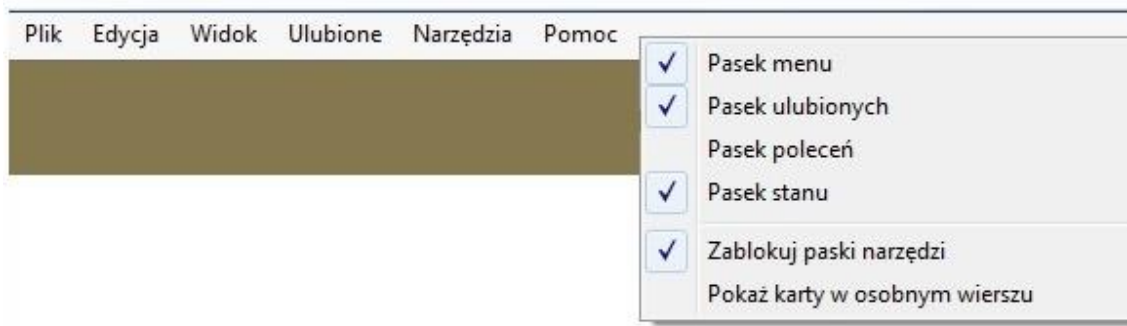 Plik Edycja Widok Ulubione Narzędzia Pomoc
Pasek menu
Pasek ulubionych
Pasek poleceń
Pasek stanu
Zablokuj paski narzędzi
Pokaż karty w osobnym wierszu